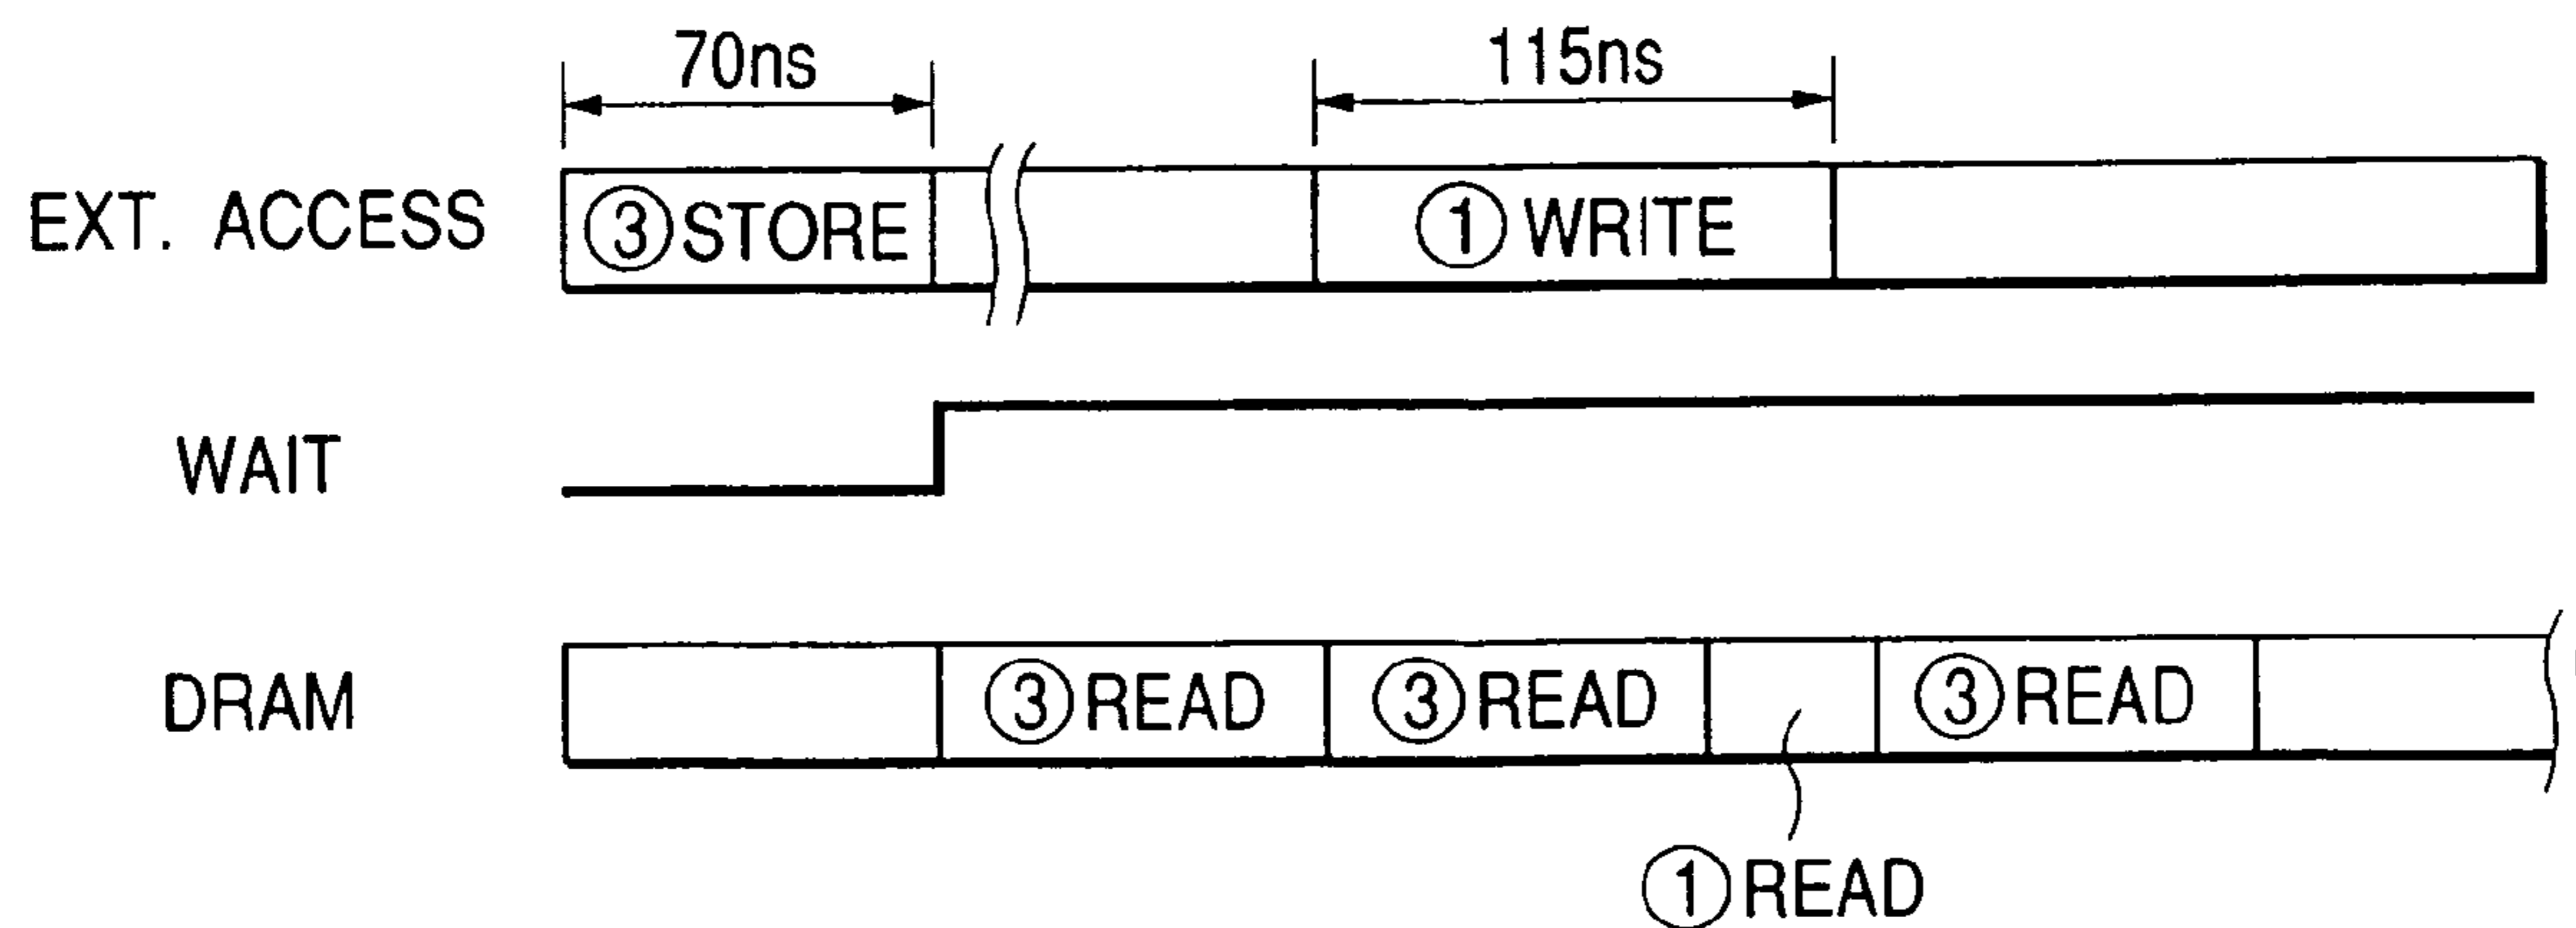 70ns 115ns
EXT. ACCESS ③STORE ①WRITE
WAIT
DRAM ③READ ③READ ③READ
①READ